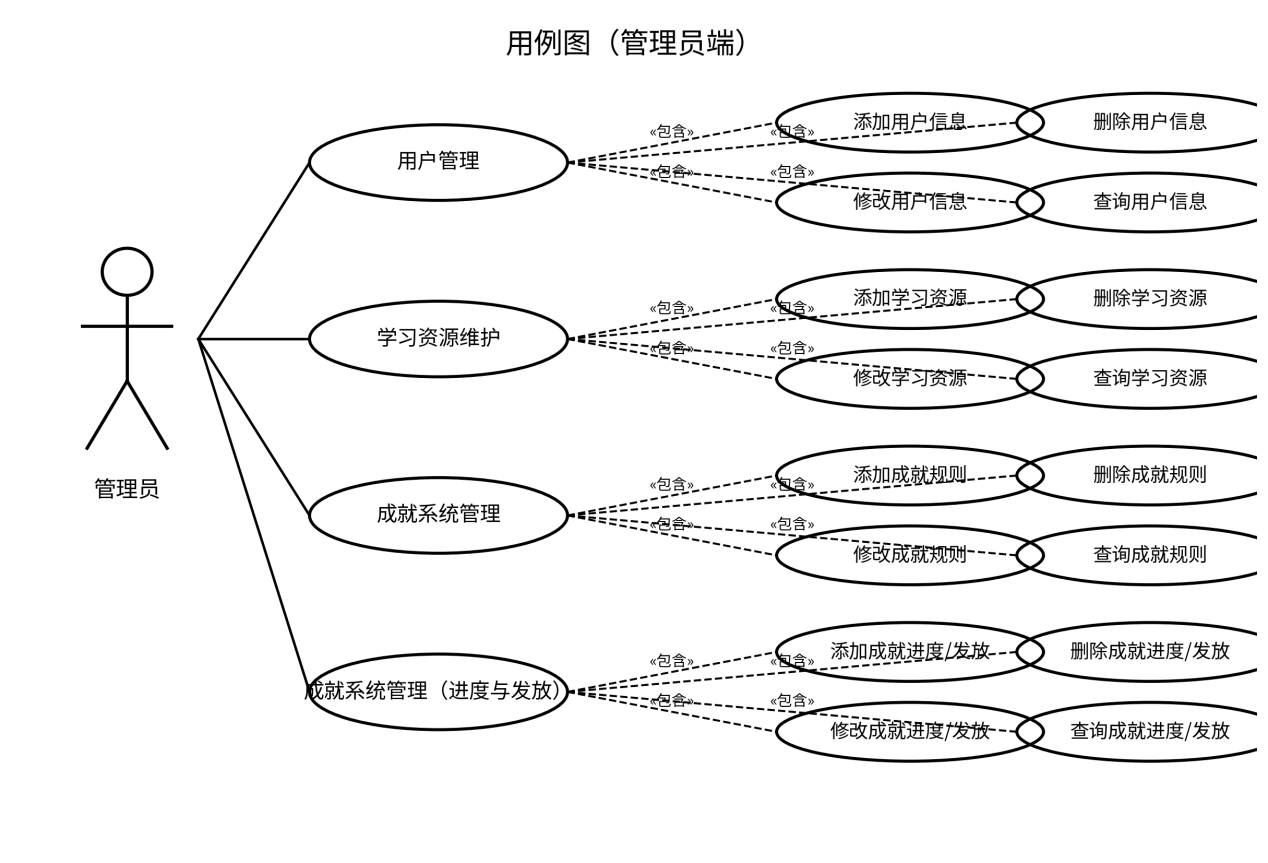 用例图（管理员端）
用户管理
«包含»
«包含»
«包含»
«包含»
添加用户信息
删除用户信息
修改用户信息
查询用户信息
学习资源维护
«包含»
«包含»
«包含»
«包含»
添加学习资源
删除学习资源
修改学习资源
查询学习资源
管理员
成就系统管理
«包含»
«包含»
«包含»
«包含»
添加成就规则
删除成就规则
修改成就规则
查询成就规则
成就系统管理（进度与发放）
«包含»
«包含»
«包含»
«包含»
添加成就进度/发放
删除成就进度/发放
修改成就进度/发放
查询成就进度/发放